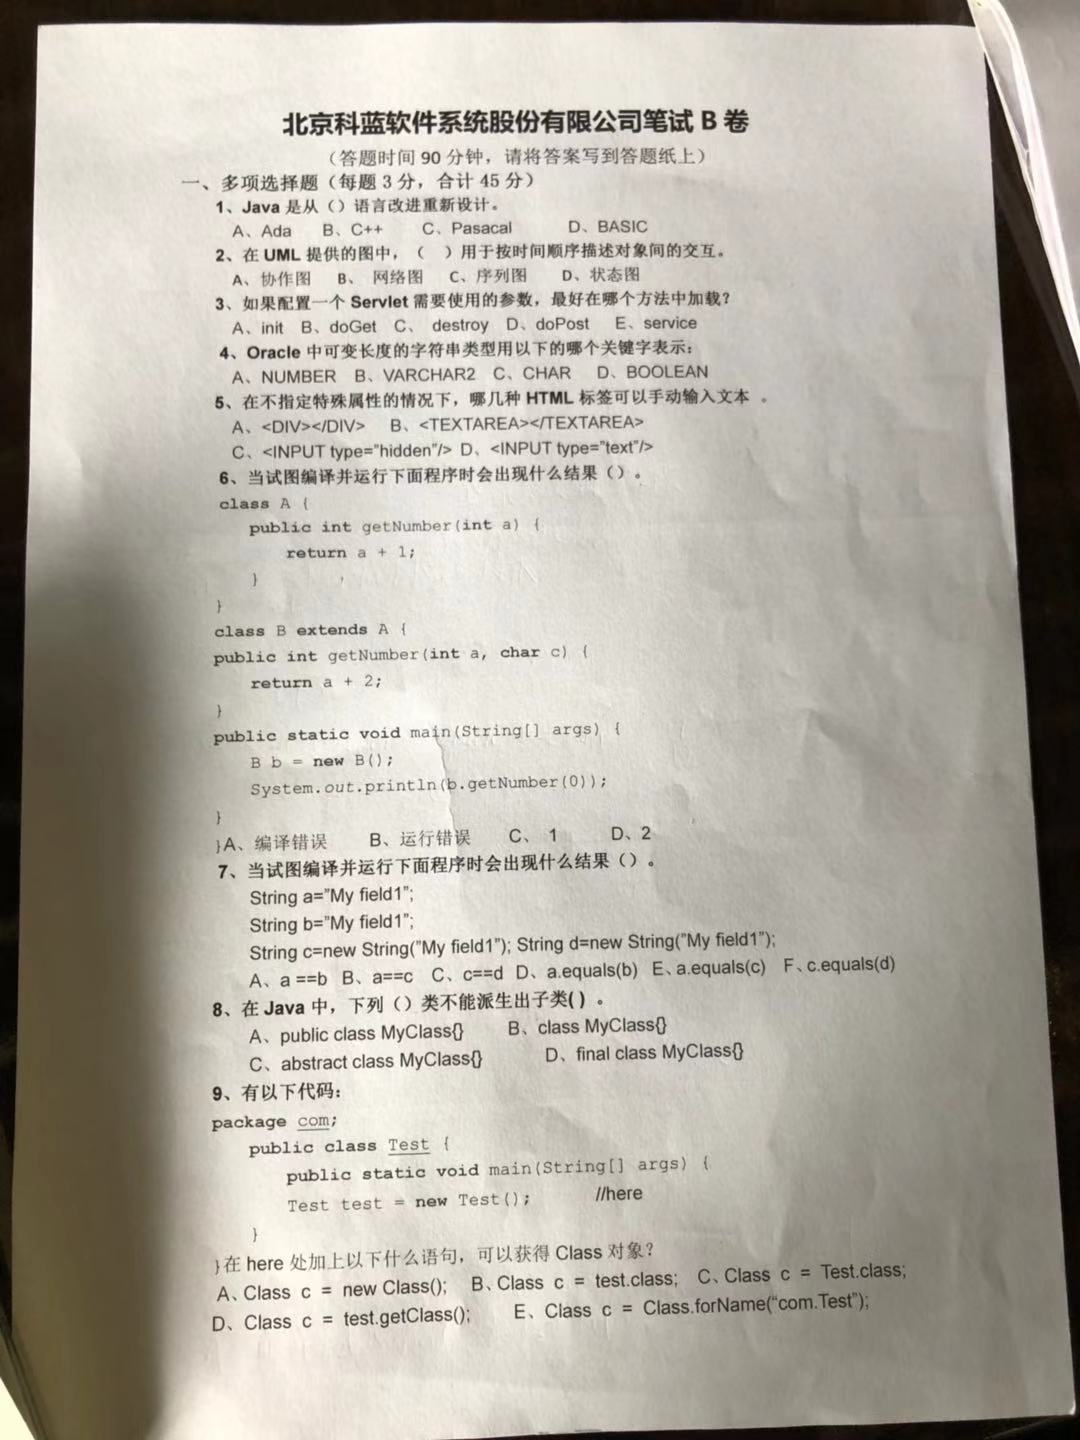 北京科蓝软件系统股份有限公司笔试 B 卷
（答题时间 90 分钟，请将答案写到答题纸上）
一、多项选择题（每题 3 分，合计 45 分）
1、Java 是从（）语言改进重新设计。
A、Ada B、C++ C、Pasacal D、BASIC
2、在 UML 提供的图中，（ ）用于按时间顺序描述对象间的交互。
A、协作图 B、 网络图 C、序列图 D、状态图
3、如果配置一个 Servlet 需要使用的参数，最好在哪个方法中加载？
A、init B、doGet C、 destroy D、doPost E、service
4、Oracle 中可变长度的字符串类型用以下的哪个关键字表示：
A、NUMBER B、VARCHAR2 C、CHAR D、BOOLEAN
5、在不指定特殊属性的情况下，哪几种 HTML 标签可以手动输入文本 。
A、<DIV></DIV> B、<TEXTAREA></TEXTAREA>
C、<INPUT type="hidden"/> D、<INPUT type="text"/>
6、当试图编译并运行下面程序时会出现什么结果（）。
class A {
public int getNumber(int a) {
return a + 1;
}
}
class B extends A {
public int getNumber(int a, char c) {
return a + 2;
}
public static void main(String[] args) {
B b = new B();
System.out.println(b.getNumber(0));
}
}A、编译错误 B、运行错误 C、 1 D、2
7、当试图编译并运行下面程序时会出现什么结果（）。
String a="My field1";
String b="My field1";
String c=new String("My field1"); String d=new String("My field1");
A、a ==b B、a==c C、c==d D、a.equals(b) E、a.equals(c) F、c.equals(d)
8、在 Java 中，下列（）类不能派生出子类( ) 。
A、public class MyClass{} B、class MyClass{}
C、abstract class MyClass{} D、final class MyClass{}
9、有以下代码：
package com;
public class Test {
public static void main(String[] args) {
Test test = new Test(); //here
}
}在 here 处加上以下什么语句，可以获得 Class 对象？
A、Class c = new Class(); B、Class c = test.class; C、Class c = Test.class;
D、Class c = test.getClass(); E、Class c = Class.forName("com.Test");